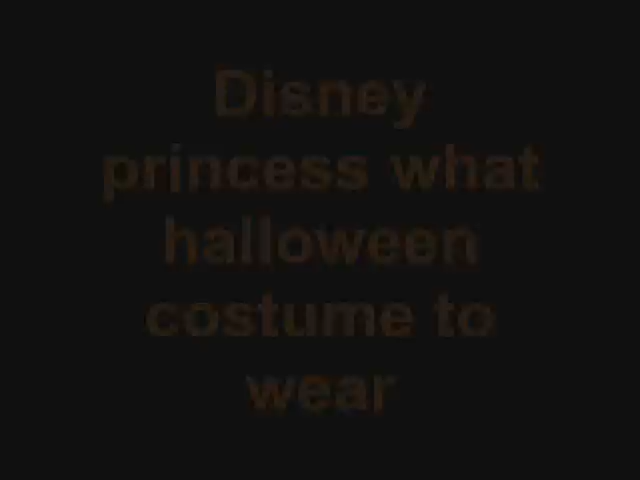 Disney
princess what
halloween
costume to
wear